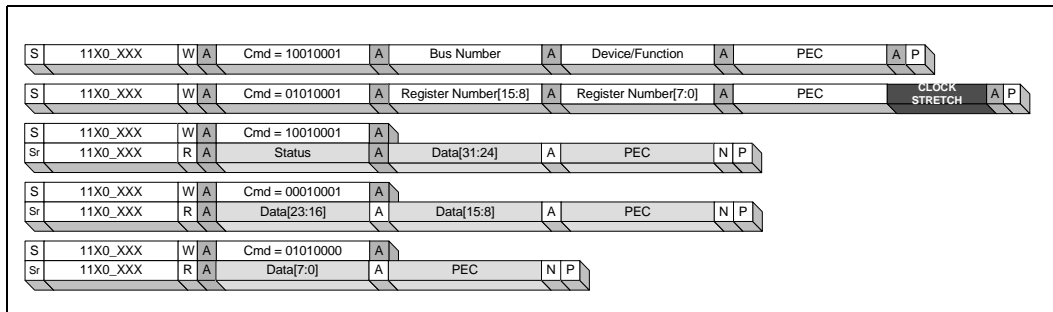 S 11X0_XXX W A Cmd = 10010001 A Bus Number A Device/Function A PEC A P
S 11X0_XXX W A Cmd = 01010001 A Register Number[15:8] A Register Number[7:0] A PEC CLOCK STRETCH A P
S 11X0_XXX W A Cmd = 10010001 A
Sr 11X0_XXX R A Status A Data[31:24] A PEC N P
S 11X0_XXX W A Cmd = 00010001 A
Sr 11X0_XXX R A Data[23:16] A Data[15:8] A PEC N P
S 11X0_XXX W A Cmd = 01010000 A
Sr 11X0_XXX R A Data[7:0] A PEC N P